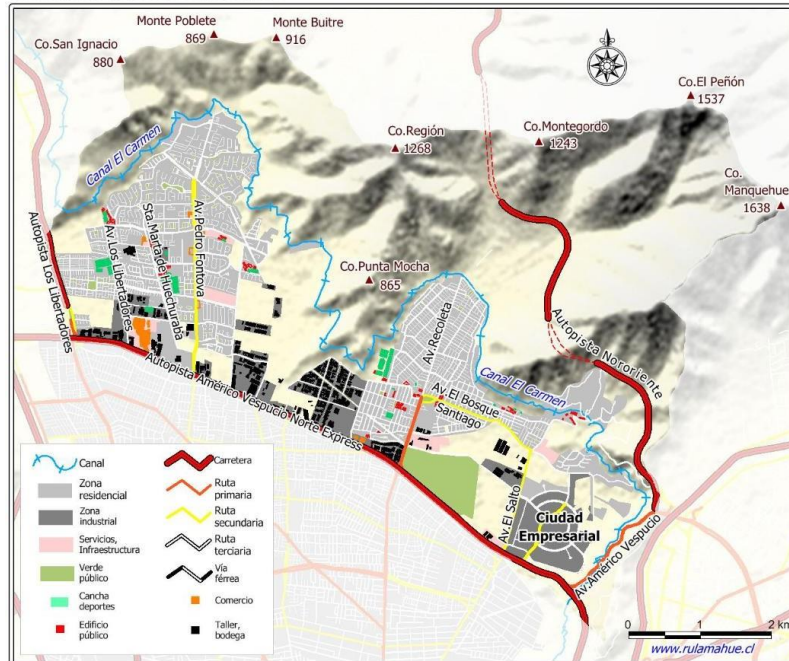 Monte Poblete
869
Monte Buitre
916
Co.San Ignacio
880
Co.El Peñón
1537
Co.Región
1268
Co.Montegordo
1243
Co.
Manquehue
1638
Canal El Carmen
Autopista Los Libertadores
Av.Los Libertadores
Sta.Marta de Huechuraba
Av.Pedro Fontova
Co.Punta Mocha
865
Av.Recoleta
Autopista Nororiente
Autopista Américo Vespucio Norte Express
Canal El Carmen
Av.El Bosque
Santiago
Av.El Salto
Ciudad
Empresarial
Av.Américo Vespucio
Canal
Zona
residencial
Zona
industrial
Servicios,
Infraestructura
Verde
público
Cancha
deportes
Edificio
público
Carretera
Ruta
primaria
Ruta
secundaria
Ruta
terciaria
Vía
férrea
Comercio
Taller,
bodega
0 1 2 km
www.rulamahue.cl